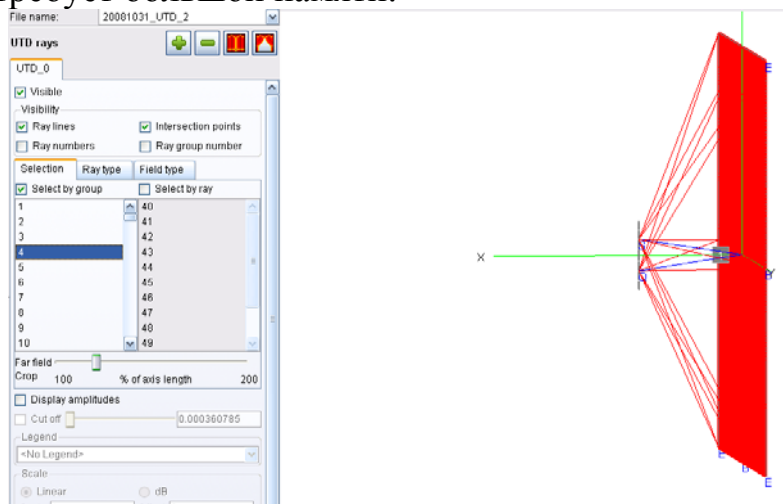 ребует большой памяти.
File name: 20081031_UTD_2
UTD rays
UTD_0
Visible
Visibility
Ray lines Intersection points
Ray numbers Ray group number
Selection Ray type Field type
Select by group Select by ray
1 40
2 41
3 42
4 43
5 44
6 45
7 46
8 47
9 48
10 49
Far field
Crop 100 % of axis length 200
Display amplitudes
Cut off 0.000360785
Legend
<No Legend>
Scale
Linear dB
X
E
Y
B
E
D
E